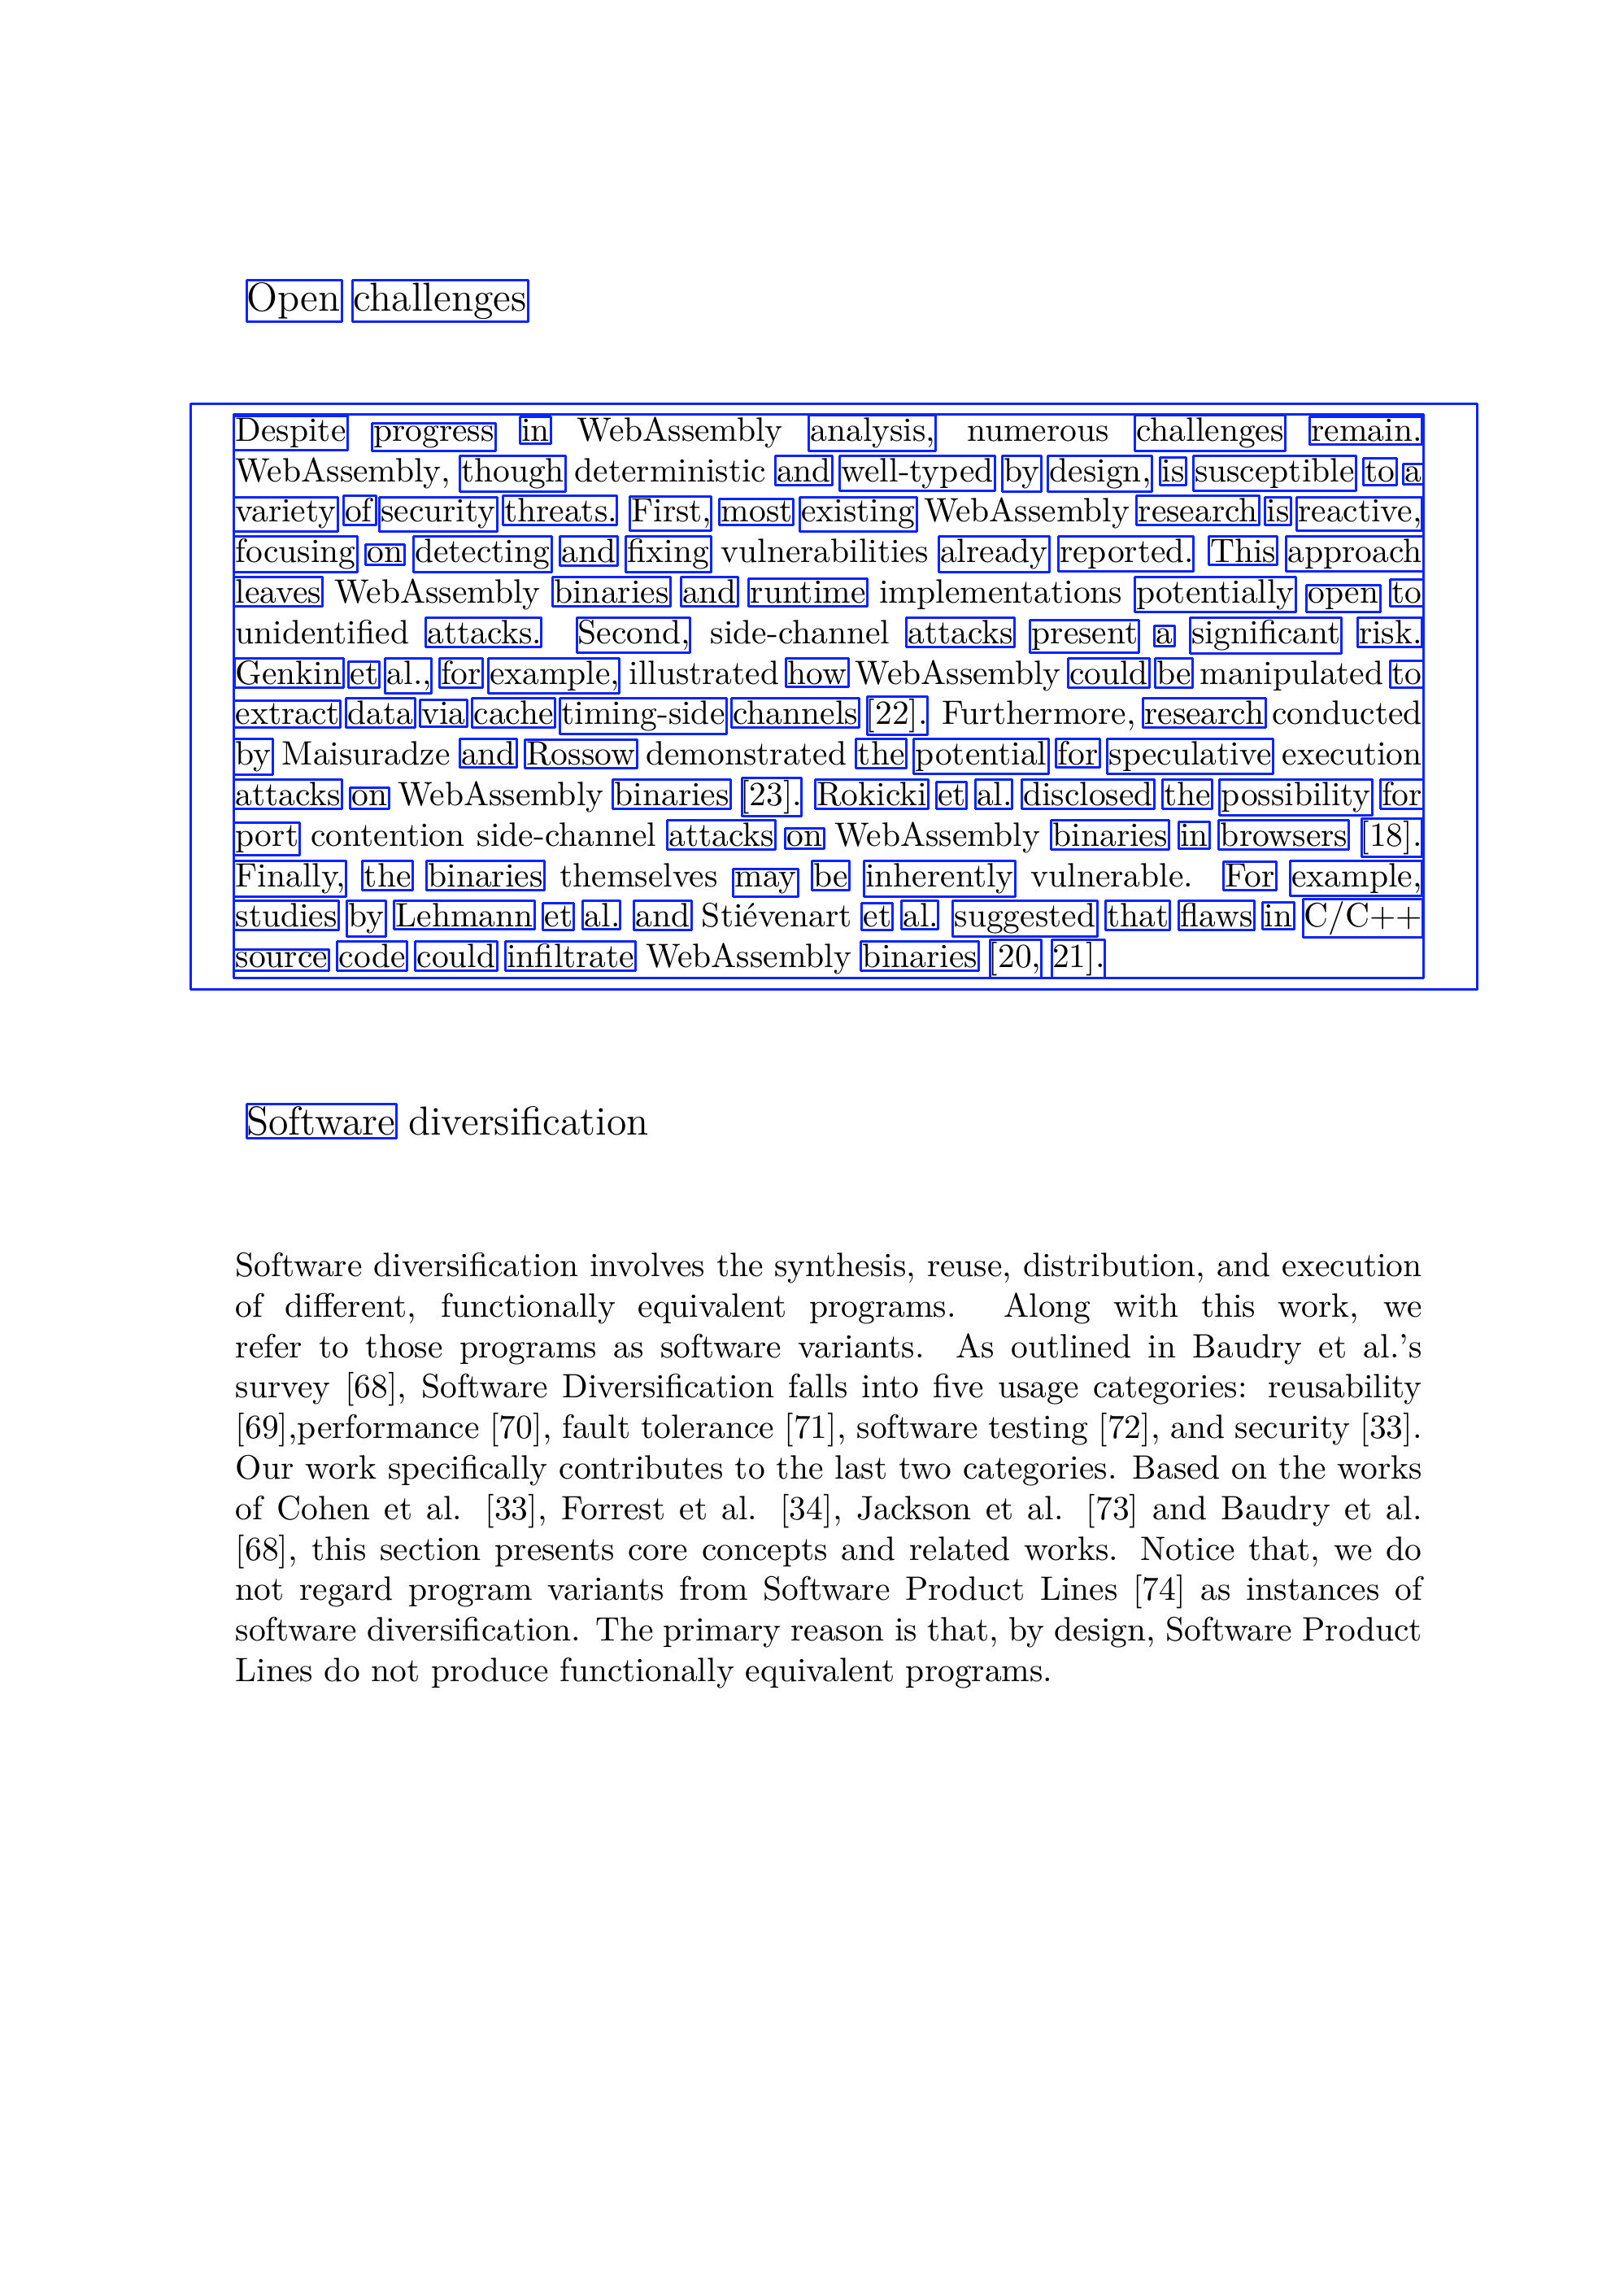 Open challenges
Despite progress in WebAssembly analysis, numerous challenges remain.
WebAssembly, though deterministic and well-typed by design, is susceptible to a
variety of security threats. First, most existing WebAssembly research is reactive,
focusing on detecting and fixing vulnerabilities already reported. This approach
leaves WebAssembly binaries and runtime implementations potentially open to
unidentified attacks. Second, side-channel attacks present a significant risk.
Genkin et al., for example, illustrated how WebAssembly could be manipulated to
extract data via cache timing-side channels [22]. Furthermore, research conducted
by Maisuradze and Rossow demonstrated the potential for speculative execution
attacks on WebAssembly binaries [23]. Rokicki et al. disclosed the possibility for
port contention side-channel attacks on WebAssembly binaries in browsers [18].
Finally, the binaries themselves may be inherently vulnerable. For example,
studies by Lehmann et al. and Stiévenart et al. suggested that flaws in C/C++
source code could infiltrate WebAssembly binaries [20, 21].
Software diversification
Software diversification involves the synthesis, reuse, distribution, and execution
of different, functionally equivalent programs. Along with this work, we
refer to those programs as software variants. As outlined in Baudry et al.'s
survey [68], Software Diversification falls into five usage categories: reusability
[69],performance [70], fault tolerance [71], software testing [72], and security [33].
Our work specifically contributes to the last two categories. Based on the works
of Cohen et al. [33], Forrest et al. [34], Jackson et al. [73] and Baudry et al.
[68], this section presents core concepts and related works. Notice that, we do
not regard program variants from Software Product Lines [74] as instances of
software diversification. The primary reason is that, by design, Software Product
Lines do not produce functionally equivalent programs.